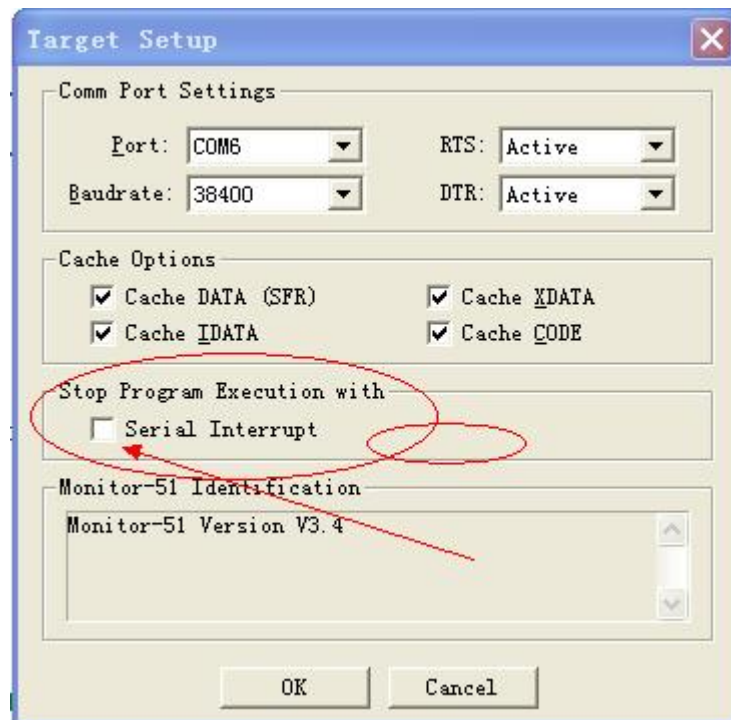 Target Setup
Comm Port Settings
Port: COM6 RTS: Active
Baudrate: 38400 DTR: Active
Cache Options
Cache DATA (SFR) Cache XDATA
Cache IDATA Cache CODE
Stop Program Execution with
Serial Interrupt
Monitor-51 Identification
Monitor-51 Version V3.4
OK Cancel